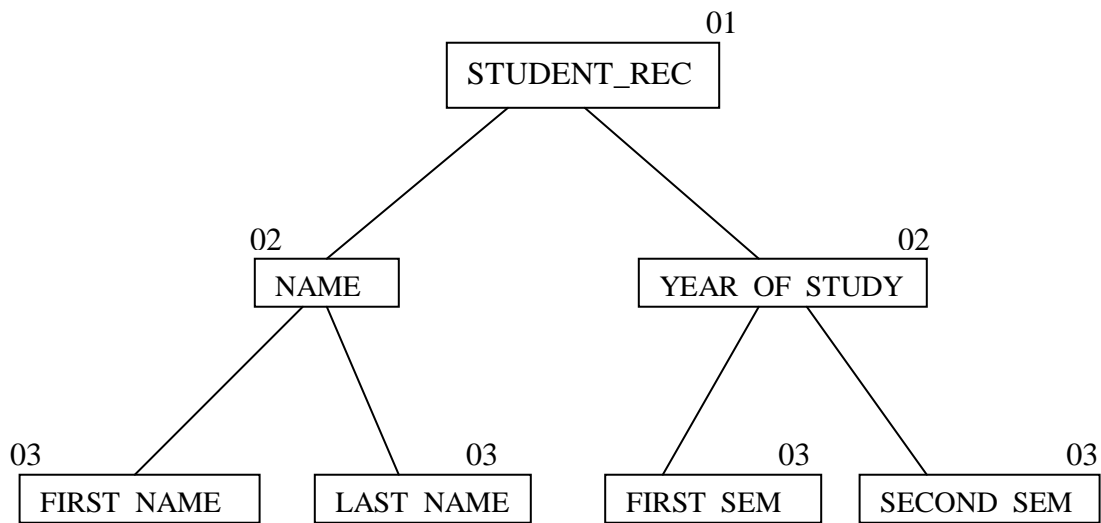 01
STUDENT_REC
02
02
NAME
YEAR OF STUDY
03
03
03
03
FIRST NAME
LAST NAME
FIRST SEM
SECOND SEM